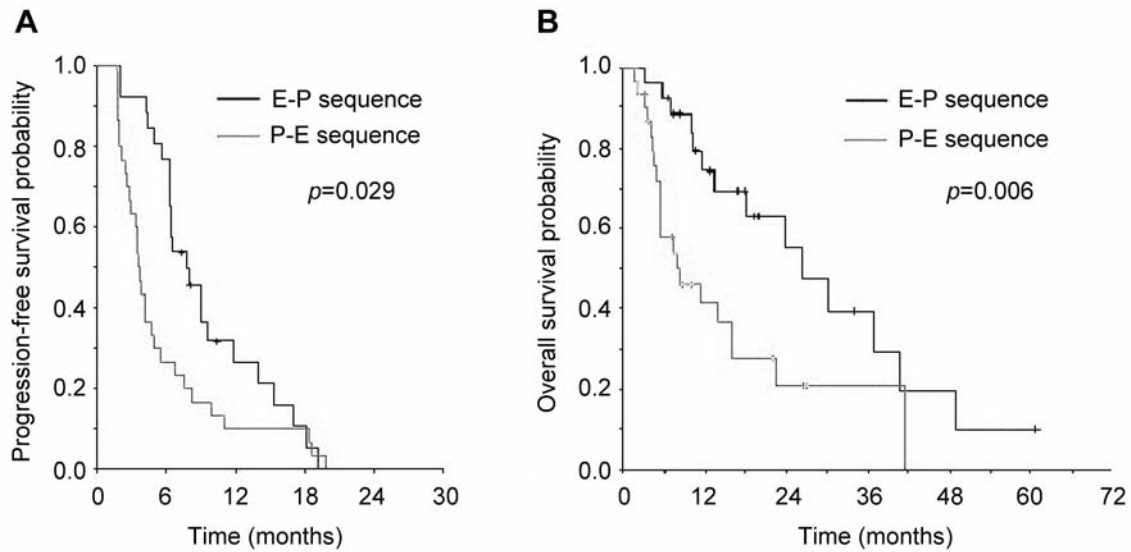 A
Progression-free survival probability
1.0
0.8
0.6
0.4
0.2
0.0
E-P sequence
P-E sequence
p=0.029
0 6 12 18 24 30
Time (months)
B
Overall survival probability
1.0
0.8
0.6
0.4
0.2
0.0
E-P sequence
P-E sequence
p=0.006
0 12 24 36 48 60 72
Time (months)